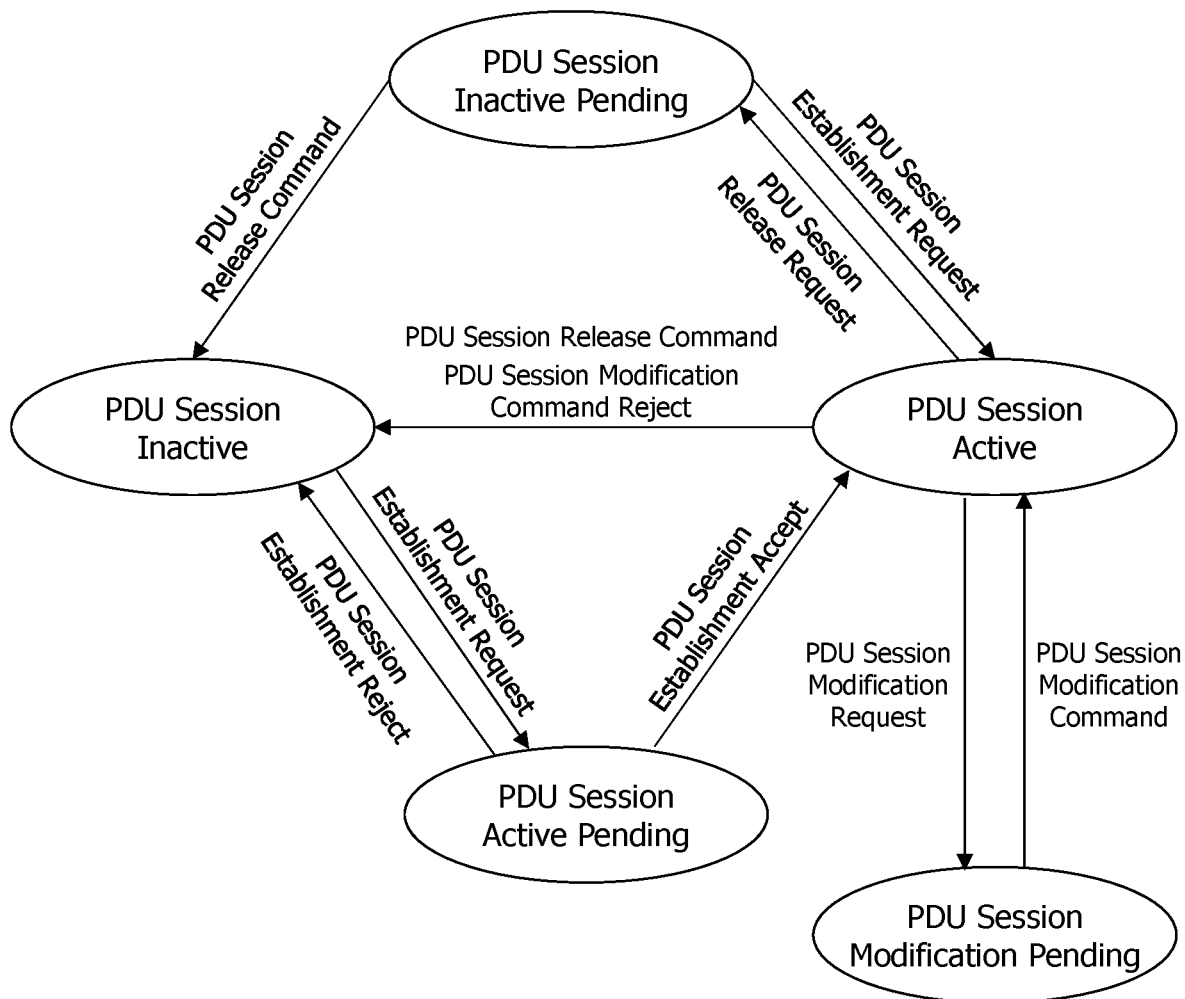 PDU Session
Inactive Pending
PDU Session
Release Command
PDU Session
Establishment Request
PDU Session
Release Request
PDU Session Release Command
PDU Session Modification
Command Reject
PDU Session
Inactive
PDU Session
Active
PDU Session
Establishment Request
PDU Session
Establishment Reject
PDU Session
Establishment Accept
PDU Session
Modification
Request
PDU Session
Modification
Command
PDU Session
Active Pending
PDU Session
Modification Pending